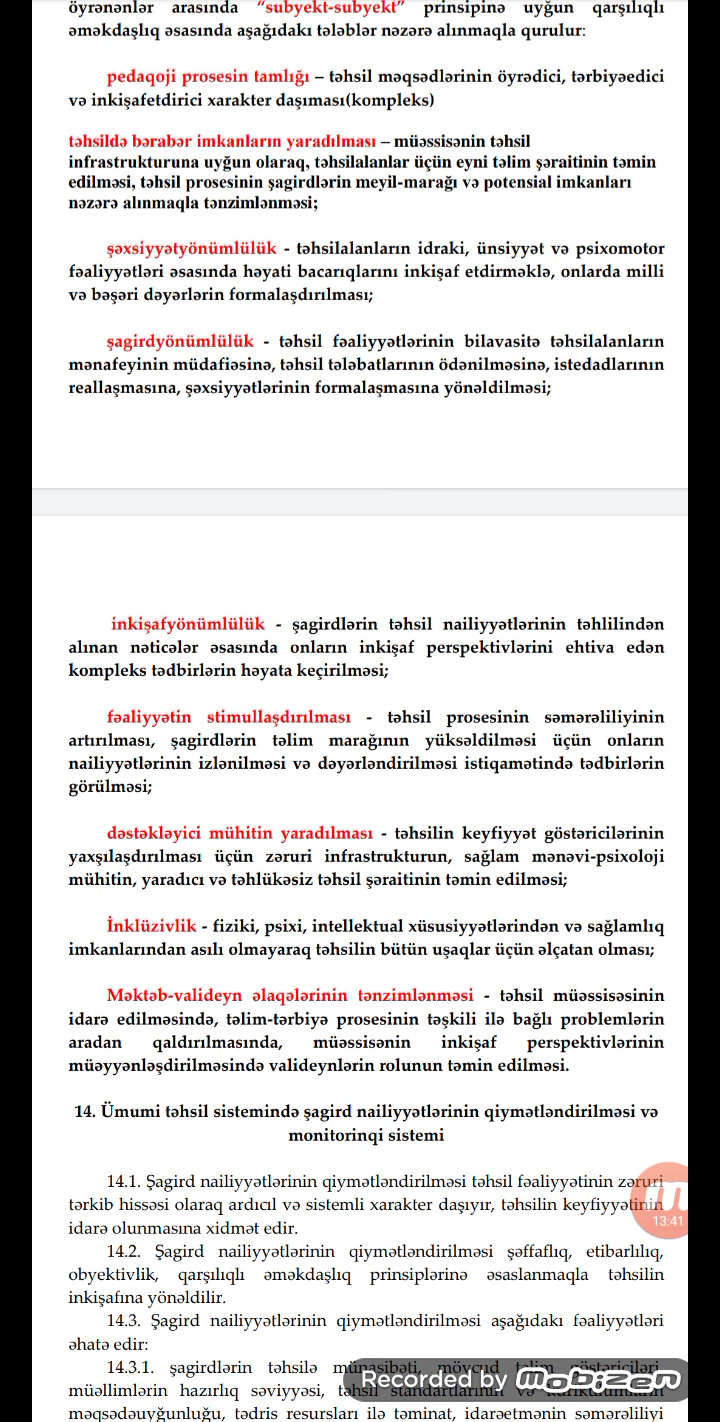 öyrənənlər arasında “subyekt-subyekt” prinsipinə uyğun qarşılıqlı
əməkdaşlıq əsasında aşağıdakı tələblər nəzərə alınmaqla qurulur:
pedaqoji prosesin tamlığı – təhsil məqsədlərinin öyrədici, tərbiyəedici
və inkişafetdirici xarakter daşıması(kompleks)
təhsildə bərabər imkanların yaradılması – müəssisənin təhsil
infrastrukturuna uyğun olaraq, təhsilalanlar üçün eyni təlim şəraitinin təmin
edilməsi, təhsil prosesinin şagirdlərin meyil-marağı və potensial imkanları
nəzərə alınmaqla tənzimlənməsi;
şəxsiyyətyönümlülük - təhsilalanların idraki, ünsiyyət və psixomotor
fəaliyyətləri əsasında həyati bacarıqlarını inkişaf etdirməklə, onlarda milli
və bəşəri dəyərlərin formalaşdırılması;
şagirdyönümlülük - təhsil fəaliyyətlərinin bilavasitə təhsilalanların
mənafeyinin müdafiəsinə, təhsil tələbatlarının ödənilməsinə, istedadlarının
reallaşmasına, şəxsiyyətlərinin formalaşmasına yönəldilməsi;
inkişafyönümlülük - şagirdlərin təhsil nailiyyətlərinin təhlilindən
alınan nəticələr əsasında onların inkişaf perspektivlərini ehtiva edən
kompleks tədbirlərin həyata keçirilməsi;
fəaliyyətin stimullaşdırılması - təhsil prosesinin səmərəliliyinin
artırılması, şagirdlərin təlim marağının yüksəldilməsi üçün onların
nailiyyətlərinin izlənilməsi və dəyərləndirilməsi istiqamətində tədbirlərin
görülməsi;
dəstəkləyici mühitin yaradılması - təhsilin keyfiyyət göstəricilərinin
yaxşılaşdırılması üçün zəruri infrastrukturun, sağlam mənəvi-psixoloji
mühitin, yaradıcı və təhlükəsiz təhsil şəraitinin təmin edilməsi;
İnklüzivlik - fiziki, psixi, intellektual xüsusiyyətlərindən və sağlamlıq
imkanlarından asılı olmayaraq təhsilin bütün uşaqlar üçün əlçatan olması;
Məktəb-valideyn əlaqələrinin tənzimlənməsi - təhsil müəssisəsinin
idarə edilməsində, təlim-tərbiyə prosesinin təşkili ilə bağlı problemlərin
aradan qaldırılmasında, müəssisənin inkişaf perspektivlərinin
müəyyənləşdirilməsində valideynlərin rolunun təmin edilməsi.
14. Ümumi təhsil sistemində şagird nailiyyətlərinin qiymətləndirilməsi və
monitorinqi sistemi
14.1. Şagird nailiyyətlərinin qiymətləndirilməsi təhsil fəaliyyətinin zəruri
tərkib hissəsi olaraq ardıcıl və sistemli xarakter daşıyır, təhsilin keyfiyyətinin
idarə olunmasına xidmət edir.
13:41
14.2. Şagird nailiyyətlərinin qiymətləndirilməsi şəffaflıq, etibarlılıq,
obyektivlik, qarşılıqlı əməkdaşlıq prinsiplərinə əsaslanmaqla təhsilin
inkişafına yönəldilir.
14.3. Şagird nailiyyətlərinin qiymətləndirilməsi aşağıdakı fəaliyyətləri
əhatə edir:
14.3.1. şagirdlərin təhsilə münasibəti, mövcud təlim göstəriciləri,
müəllimlərin hazırlıq səviyyəsi, təhsil standartlarının və kurikulumların
məqsədəuyğunluğu, tədris resursları ilə təminat, idarəetmənin səmərəliliyi
Recorded by mobizen